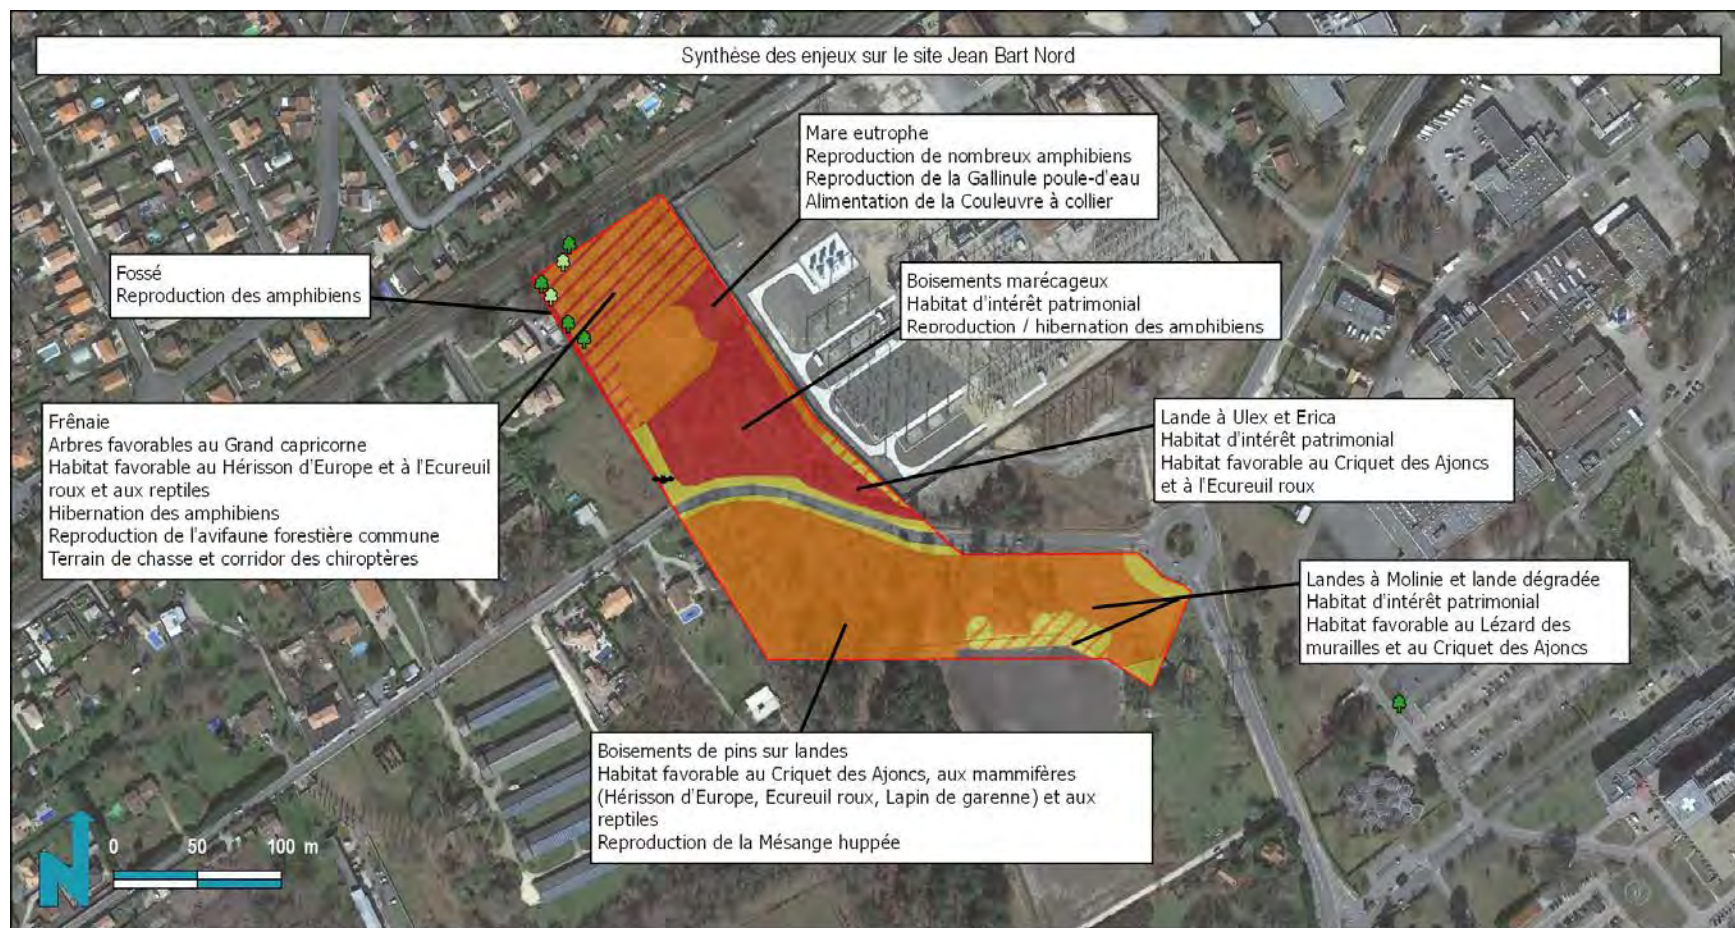 Synthèse des enjeux sur le site Jean Bart Nord
Mare eutrophe
Reproduction de nombreux amphibiens
Reproduction de la Gallinule poule-d'eau
Alimentation de la Couleuvre à collier
Fossé
Reproduction des amphibiens
Boisements marécageux
Habitat d'intérêt patrimonial
Reproduction / hibernation des amphibiens
Frênaie
Arbres favorables au Grand capricorne
Habitat favorable au Hérisson d'Europe et à l'Ecureuil
roux et aux reptiles
Hibernation des amphibiens
Reproduction de l'avifaune forestière commune
Terrain de chasse et corridor des chiroptères
Lande à Ulex et Erica
Habitat d'intérêt patrimonial
Habitat favorable au Criquet des Ajoncs
et à l'Ecureuil roux
Landes à Molinie et lande dégradée
Habitat d'intérêt patrimonial
Habitat favorable au Lézard des
murailles et au Criquet des Ajoncs
Boisements de pins sur landes
Habitat favorable au Criquet des Ajoncs, aux mammifères
(Hérisson d'Europe, Ecureuil roux, Lapin de garenne) et aux
reptiles
Reproduction de la Mésange huppée
N
0 50 100 m